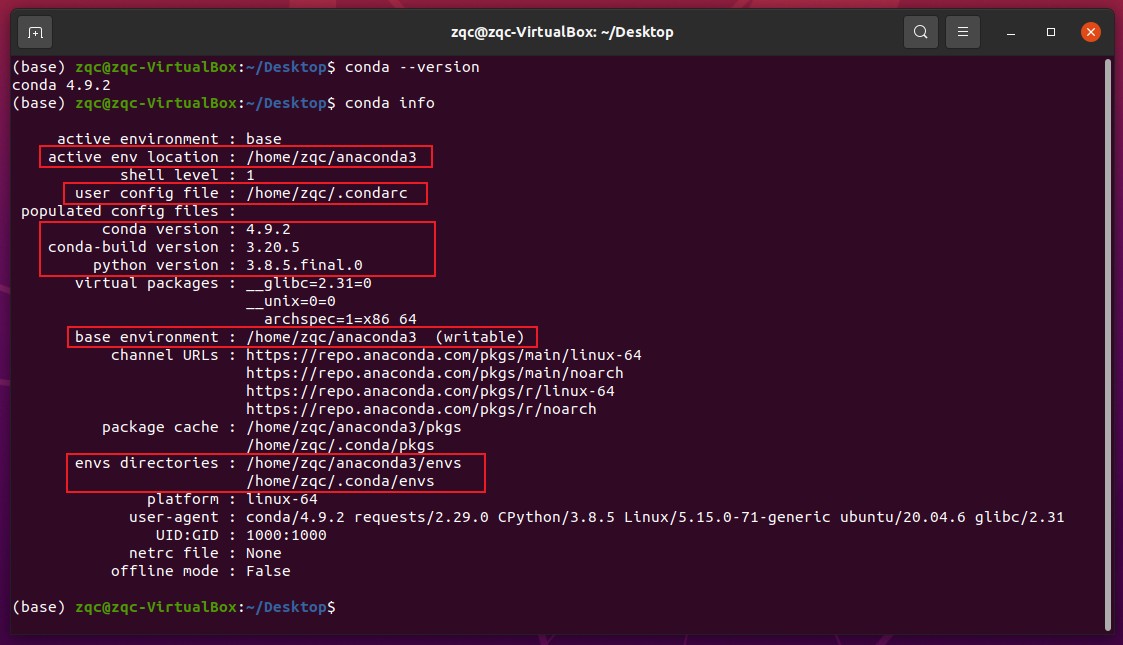 zqc@zqc-VirtualBox: ~/Desktop
(base) zqc@zqc-VirtualBox:~/Desktop$ conda --version
conda 4.9.2
(base) zqc@zqc-VirtualBox:~/Desktop$ conda info
active environment : base
active env location : /home/zqc/anaconda3
shell level : 1
user config file : /home/zqc/.condarc
populated config files :
conda version : 4.9.2
conda-build version : 3.20.5
python version : 3.8.5.final.0
virtual packages : __glibc=2.31=0
__unix=0=0
__archspec=1=x86_64
base environment : /home/zqc/anaconda3  (writable)
channel URLs : https://repo.anaconda.com/pkgs/main/linux-64
https://repo.anaconda.com/pkgs/main/noarch
https://repo.anaconda.com/pkgs/r/linux-64
https://repo.anaconda.com/pkgs/r/noarch
package cache : /home/zqc/anaconda3/pkgs
/home/zqc/.conda/pkgs
envs directories : /home/zqc/anaconda3/envs
/home/zqc/.conda/envs
platform : linux-64
user-agent : conda/4.9.2 requests/2.29.0 CPython/3.8.5 Linux/5.15.0-71-generic ubuntu/20.04.6 glibc/2.31
UID:GID : 1000:1000
netrc file : None
offline mode : False
(base) zqc@zqc-VirtualBox:~/Desktop$